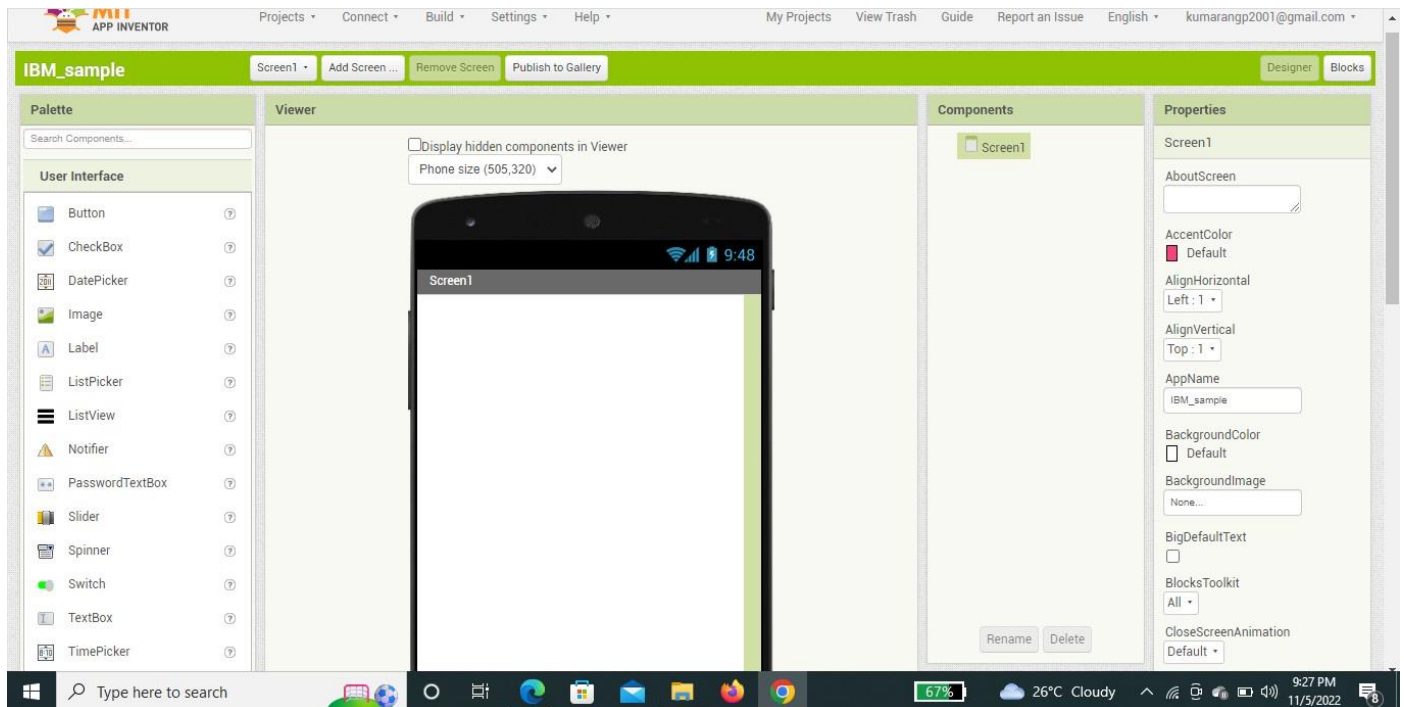 MIT
APP INVENTOR
Projects Connect Build Settings Help My Projects View Trash Guide Report an Issue English kumarangp2001@gmail.com
IBM_sample Screen1 Add Screen ... Remove Screen Publish to Gallery Designer Blocks
Palette
Search Components...
User Interface
Button
CheckBox
DatePicker
Image
Label
ListPicker
ListView
Notifier
PasswordTextBox
Slider
Spinner
Switch
TextBox
TimePicker
Viewer
Display hidden components in Viewer
Phone size (505,320)
9:48
Screen1
Components
Screen1
Rename Delete
Properties
Screen1
AboutScreen
AccentColor
Default
AlignHorizontal
Left : 1
AlignVertical
Top : 1
AppName
IBM_sample
BackgroundColor
Default
BackgroundImage
None...
BigDefaultText
BlocksToolkit
All
CloseScreenAnimation
Default
Type here to search
67%
26°C Cloudy
9:27 PM
11/5/2022
8